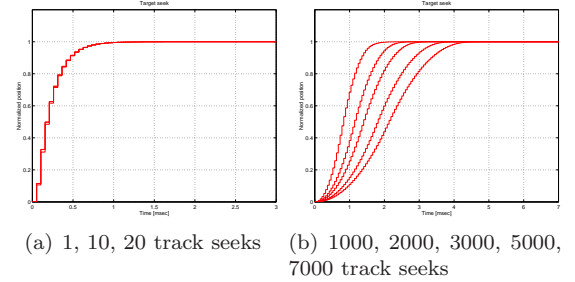 Target seek
Normalized position
1
0.8
0.6
0.4
0.2
0
0 0.5 1 1.5 2 2.5 3
Time [msec]
Target seek
Normalized position
1
0.8
0.6
0.4
0.2
0
0 1 2 3 4 5 6 7
Time [msec]
(a) 1, 10, 20 track seeks
(b) 1000, 2000, 3000, 5000,
7000 track seeks